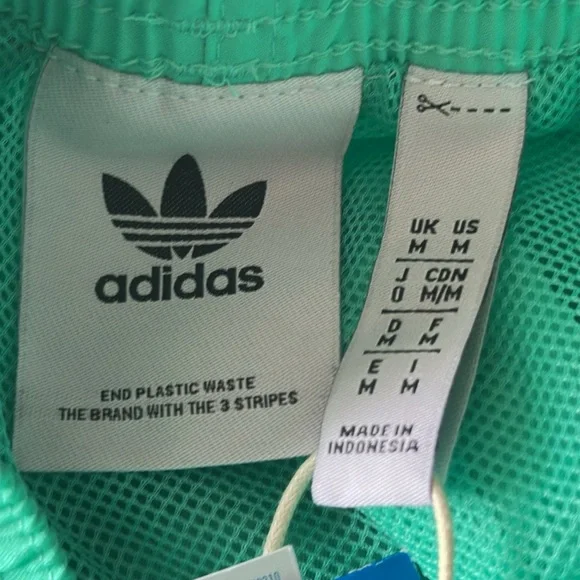 adidas
END PLASTIC WASTE
THE BRAND WITH THE 3 STRIPES
UK US
M M
J CDN
O M/M
D F
M M
E I
M M
MADE IN
INDONESIA